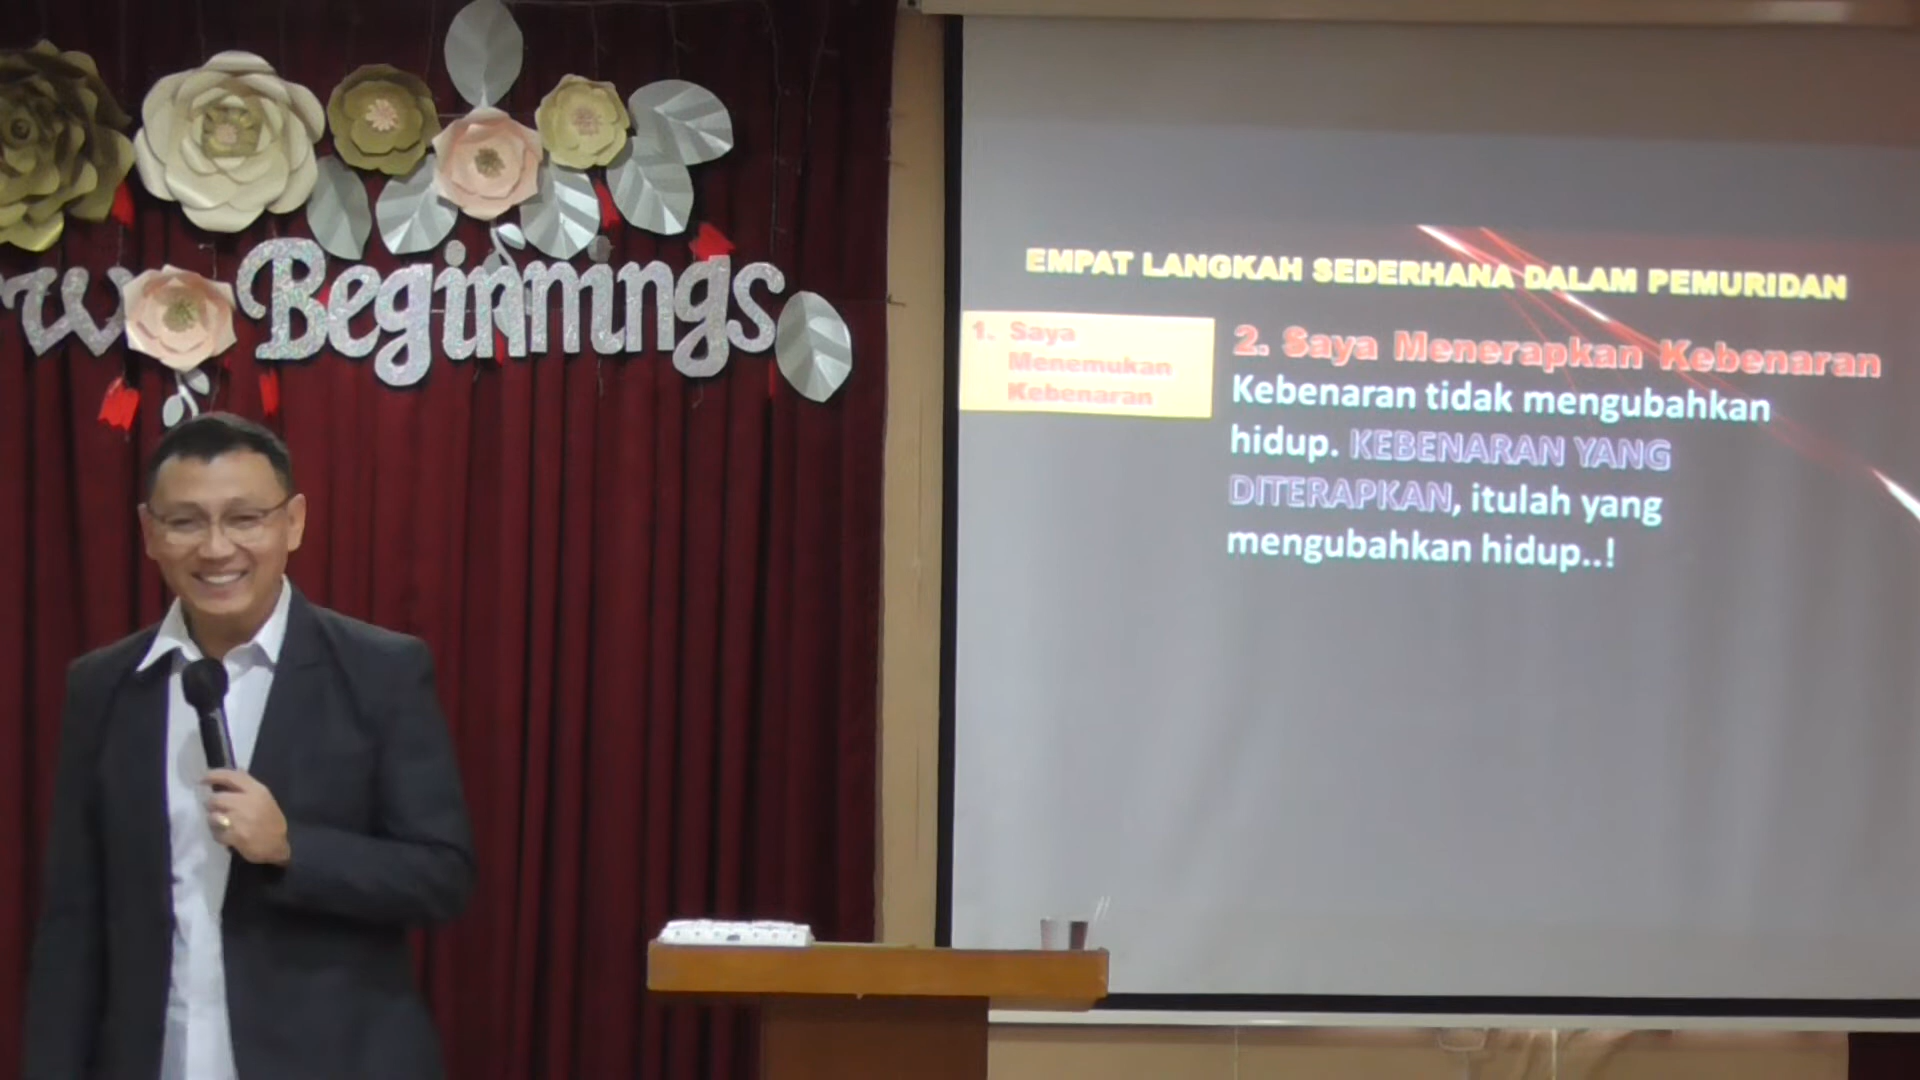 Beginnings
EMPAT LANGKAH SEDERHANA DALAM PEMURIDAN
1. Saya
Menemukan
Kebenaran
2. Saya Menerapkan Kebenaran
Kebenaran tidak mengubahkan
hidup. KEBENARAN YANG
DITERAPKAN, itulah yang
mengubahkan hidup..!